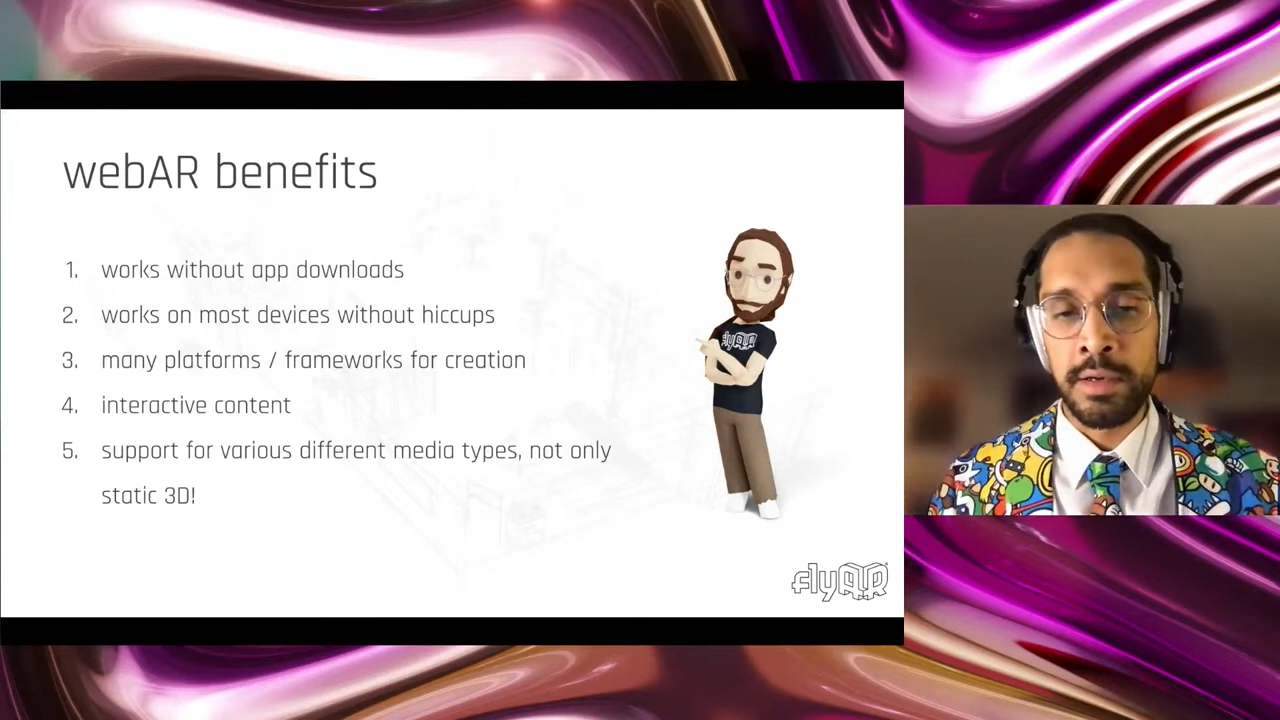 webAR benefits
1. works without app downloads
2. works on most devices without hiccups
3. many platforms / frameworks for creation
4. interactive content
5. support for various different media types, not only
static 3D!
flyAR
flyAR